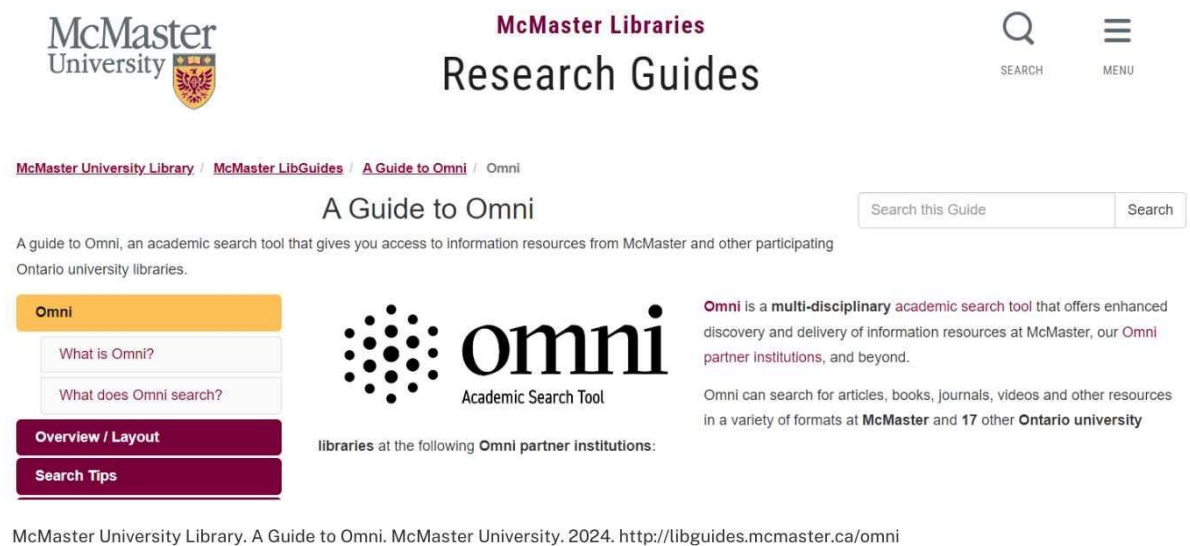 McMaster
University
McMaster Libraries
Research Guides
SEARCH
MENU
McMaster University Library / McMaster LibGuides / A Guide to Omni / Omni
A Guide to Omni
Search this Guide
Search
A guide to Omni, an academic search tool that gives you access to information resources from McMaster and other participating
Ontario university libraries.
Omni
What is Omni?
What does Omni search?
Overview / Layout
Search Tips
omni
Academic Search Tool
Omni is a multi-disciplinary academic search tool that offers enhanced
discovery and delivery of information resources at McMaster, our Omni
partner institutions, and beyond.
Omni can search for articles, books, journals, videos and other resources
in a variety of formats at McMaster and 17 other Ontario university
libraries at the following Omni partner institutions:
McMaster University Library. A Guide to Omni. McMaster University. 2024. http://libguides.mcmaster.ca/omni